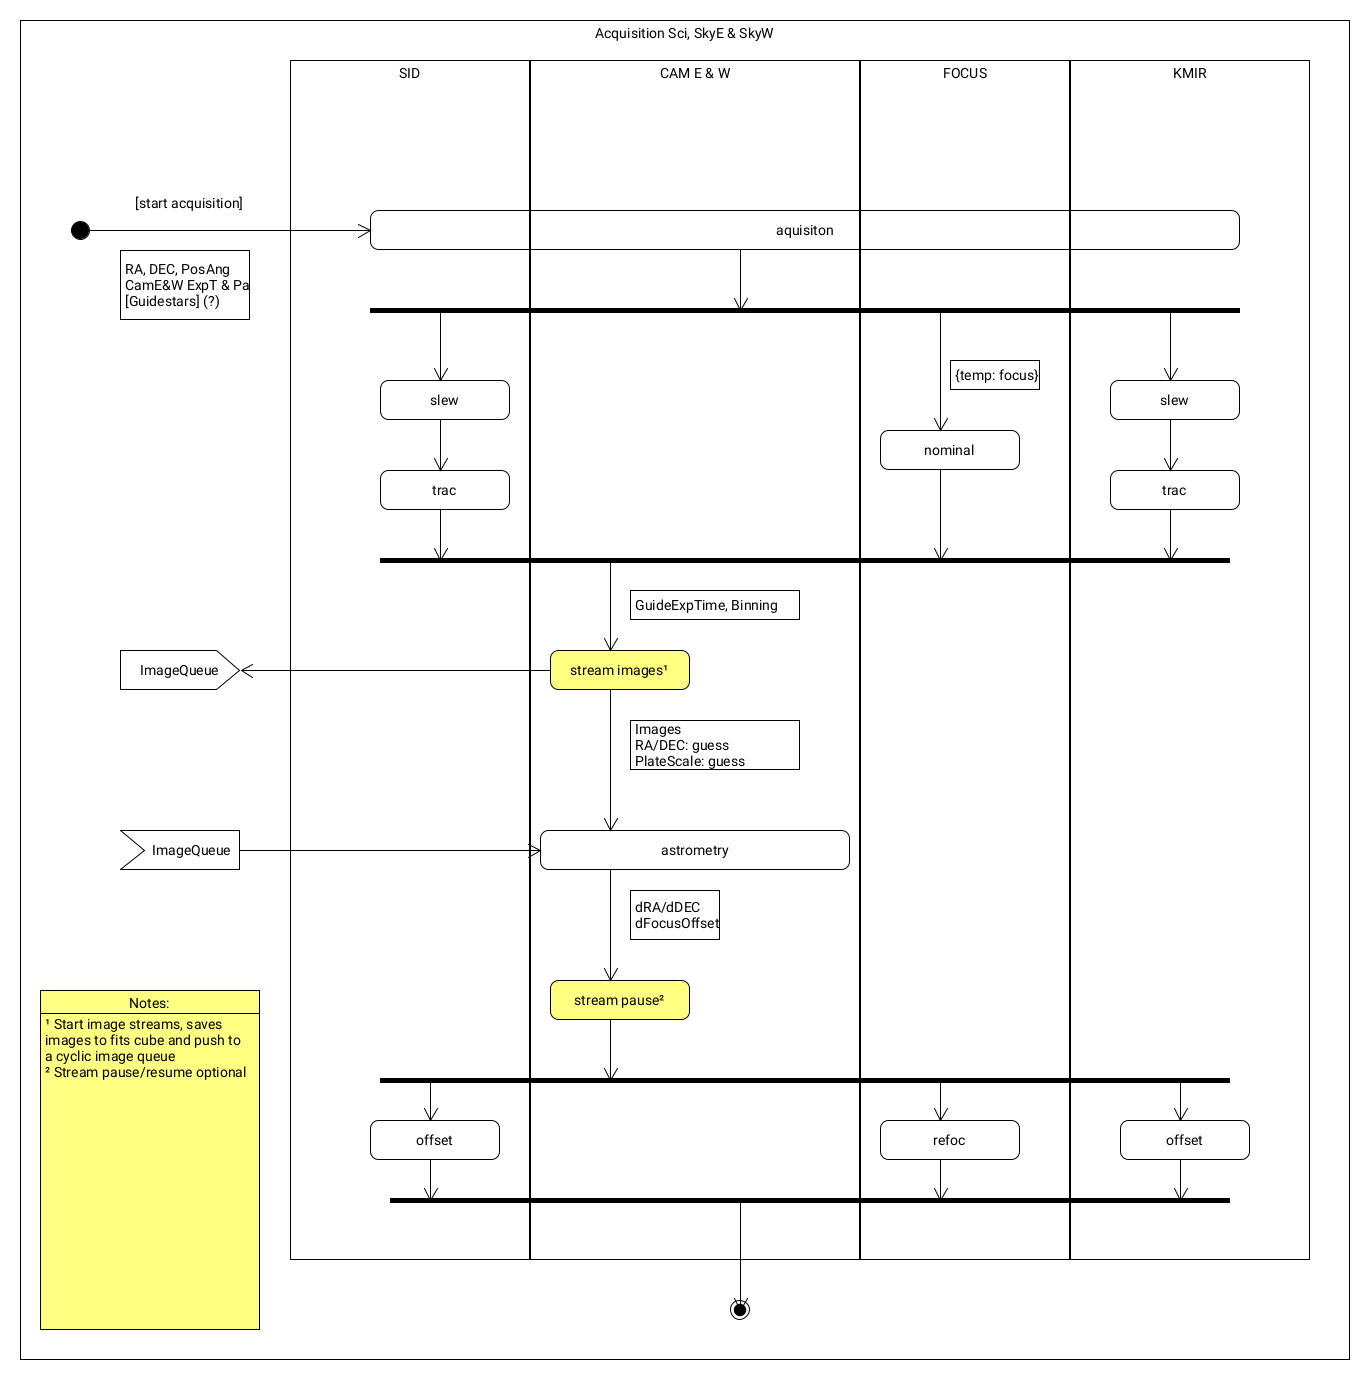 Acquisition Sci, SkyE & SkyW
SID
CAM E & W
FOCUS
KMIR
[start acquisition]
aquisiton
RA, DEC, PosAng
CamE&W ExpT & Pa
[Guidestars] (?)
{temp: focus}
slew
slew
nominal
trac
trac
GuideExpTime, Binning
ImageQueue
stream images¹
Images
RA/DEC: guess
PlateScale: guess
ImageQueue
astrometry
dRA/dDEC
dFocusOffset
stream pause²
Notes:
¹ Start image streams, saves
images to fits cube and push to
a cyclic image queue
² Stream pause/resume optional
offset
refoc
offset